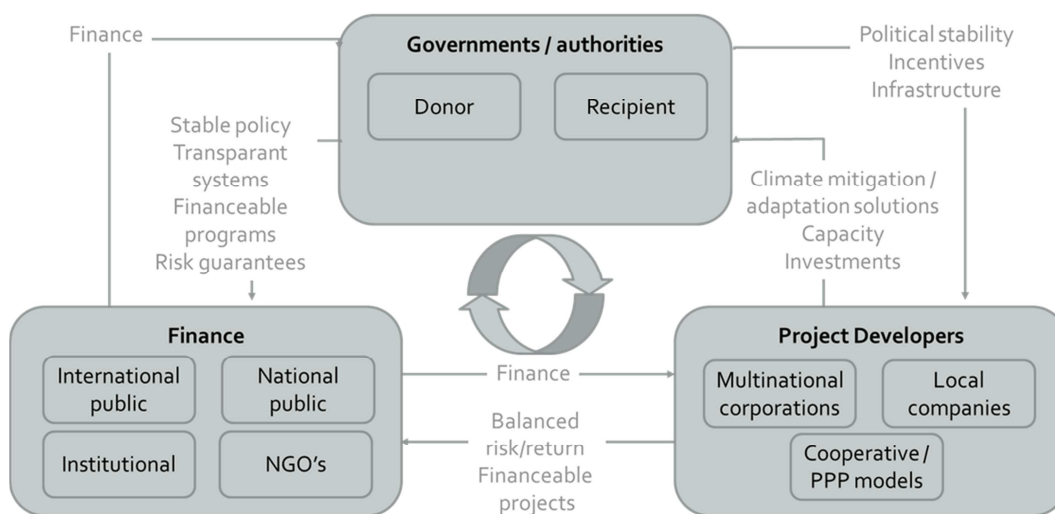 Finance
Governments / authorities
Donor
Recipient
Political stability
Incentives
Infrastructure
Stable policy
Transparant
systems
Financeable
programs
Risk guarantees
Climate mitigation /
adaptation solutions
Capacity
Investments
Finance
International
public
National
public
Institutional
NGO's
Finance
Balanced
risk/return
Financeable
projects
Project Developers
Multinational
corporations
Local
companies
Cooperative /
PPP models